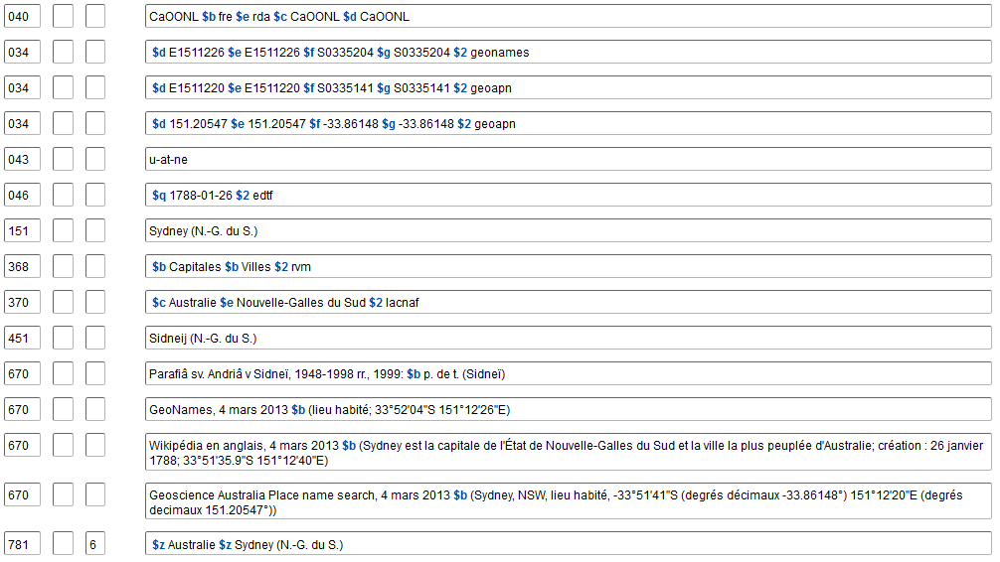 040 CaOONL $b fre $e rda $c CaOONL $d CaOONL
034 $d E1511226 $e E1511226 $f S0335204 $g S0335204 $2 geonames
034 $d E1511220 $e E1511220 $f S0335141 $g S0335141 $2 geoapn
034 $d 151.20547 $e 151.20547 $f -33.86148 $g -33.86148 $2 geoapn
043 u-at-ne
046 $q 1788-01-26 $2 edtf
151 Sydney (N.-G. du S.)
368 $b Capitales $b Villes $2 rvm
370 $c Australie $e Nouvelle-Galles du Sud $2 lacnaf
451 Sidneij (N.-G. du S.)
670 Parafiâ sv. Andriâ v Sidneï, 1948-1998 rr., 1999: $b p. de t. (Sidneï)
670 GeoNames, 4 mars 2013 $b (lieu habité; 33°52'04"S 151°12'26"E)
670 Wikipédia en anglais, 4 mars 2013 $b (Sydney est la capitale de l'État de Nouvelle-Galles du Sud et la ville la plus peuplée d'Australie; création : 26 janvier
1788; 33°51'35.9"S 151°12'40"E)
670 Geoscience Australia Place name search, 4 mars 2013 $b (Sydney, NSW, lieu habité, -33°51'41"S (degrés décimaux -33.86148°) 151°12'20"E (degrés
decimaux 151.20547°))
781 6 $z Australie $z Sydney (N.-G. du S.)